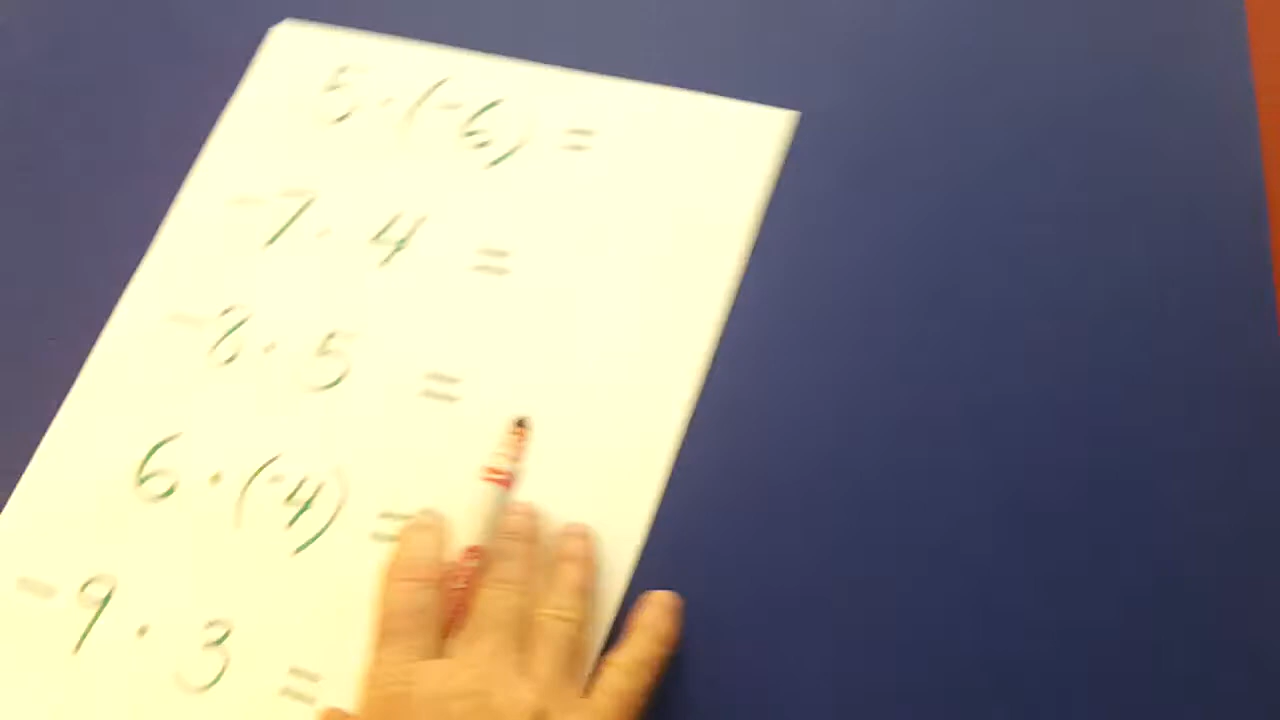 5 · (-6) =
-7 · 4 =
-8 · 5 =
6 · (-4) =
-9 · 3 =